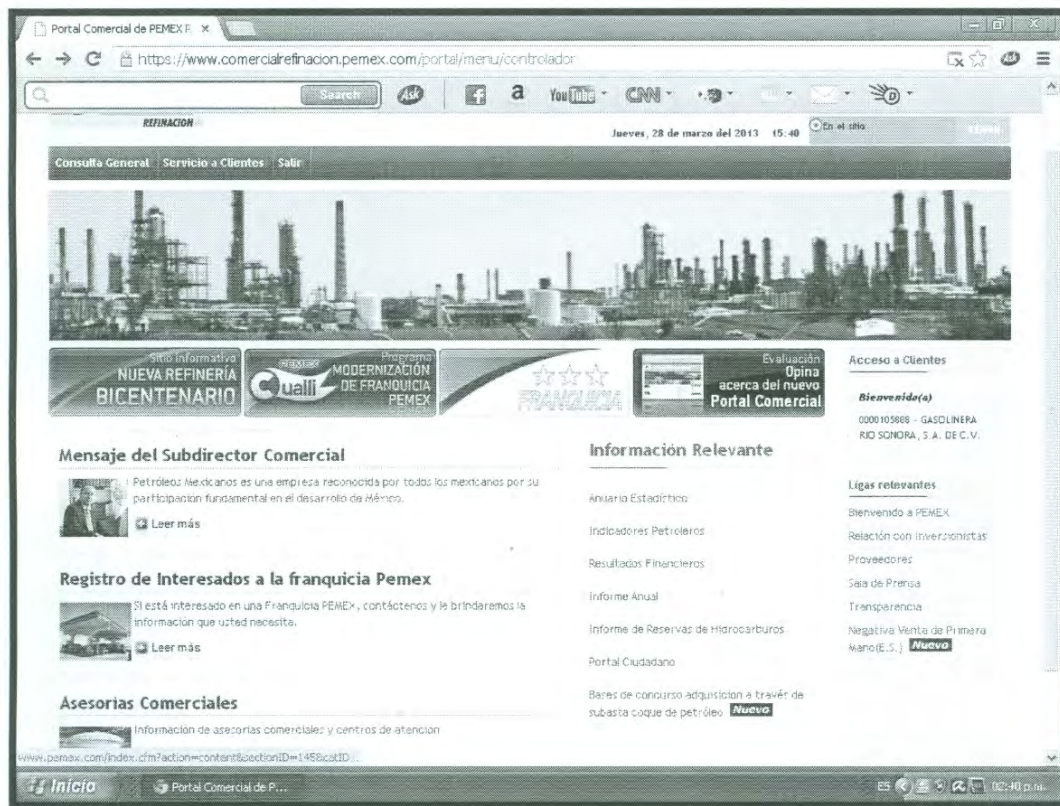 Portal Comercial de PEMEX R
https://www.comercialrefinacion.pemex.com/portal/menu/controlador
Search Ask a YouTube CNN
REFINACION
Jueves, 28 de marzo del 2013 15:40 En el sitio
Consulta General Servicio a Clientes Salir
Sitio informativo
NUEVA REFINERÍA
BICENTENARIO
PEMEX
Cualli
Programa
MODERNIZACIÓN
DE FRANQUICIA
PEMEX
FRANQUICIA
Evaluación
Opina
acerca del nuevo
Portal Comercial
Acceso a Clientes
Bienvenido(a)
0000105888 - GASOLINERA
RIO SONORA, S.A. DE C.V.
Mensaje del Subdirector Comercial
Petróleos Mexicanos es una empresa reconocida por todos los mexicanos por su
participación fundamental en el desarrollo de México.
Leer más
Registro de Interesados a la franquicia Pemex
Si está interesado en una Franquicia PEMEX, contáctenos y le brindaremos la
información que usted necesita.
Leer más
Asesorías Comerciales
Información de asesorías comerciales y centros de atención
Información Relevante
Anuario Estadístico
Indicadores Petroleros
Resultados Financieros
Informe Anual
Informe de Reservas de Hidrocarburos
Portal Ciudadano
Bases de concurso adquisicion a través de
subasta coque de petróleo Nuevo
Ligas relevantes
Bienvenido a PEMEX
Relación con Inversionistas
Proveedores
Sala de Prensa
Transparencia
Negativa Venta de Primera
Mano(E.S.) Nuevo
www.pemex.com/index.cfm?action=content&sectionID=145&catID...
Inicio Portal Comercial de P... ES 02:40 p.m.